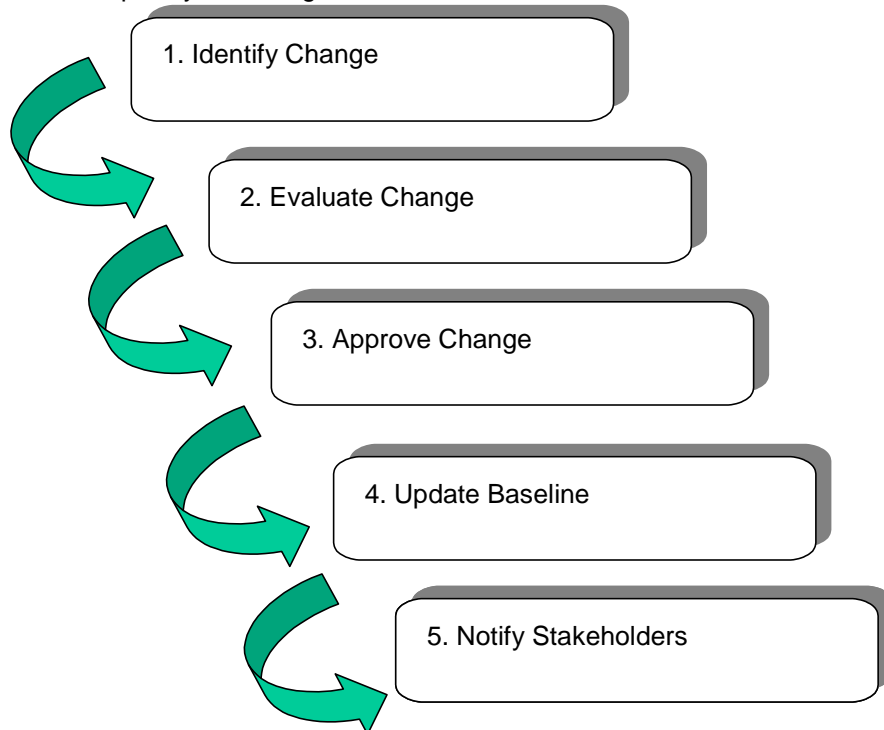 1. Identify Change
2. Evaluate Change
3. Approve Change
4. Update Baseline
5. Notify Stakeholders